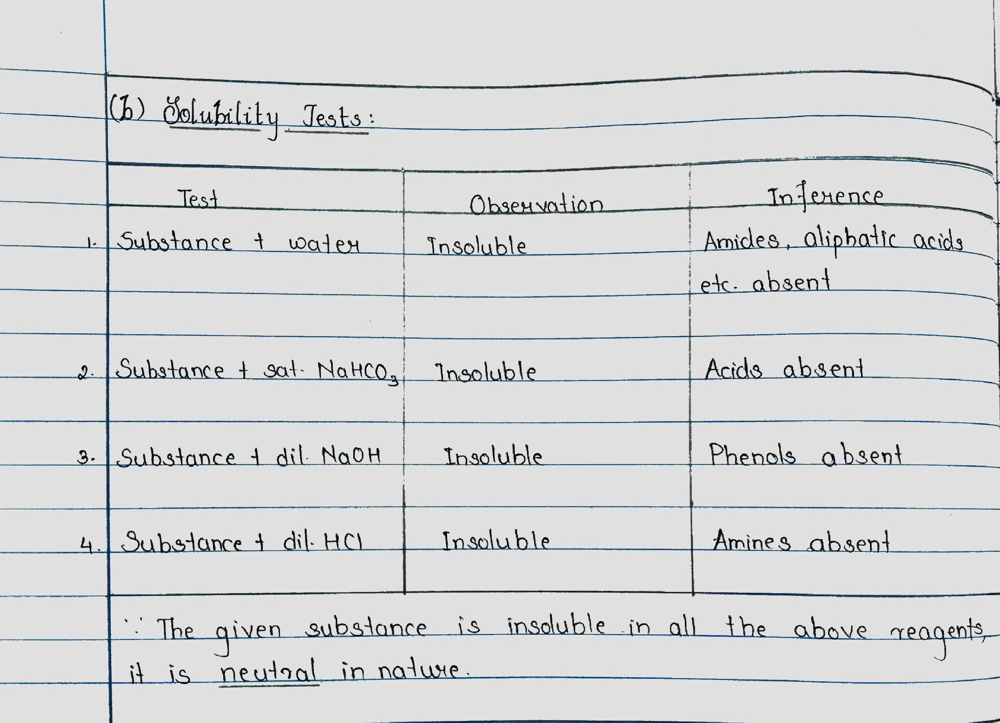 (b) Solubility Tests:
Test Observation Inference
1. Substance + water Insoluble Amides, aliphatic acids
etc. absent
2. Substance + sat. NaHCO₃ Insoluble Acids absent
3. Substance + dil. NaOH Insoluble Phenols absent
4. Substance + dil. HCl Insoluble Amines absent
∵ The given substance is insoluble in all the above reagents,
it is neutral in nature.